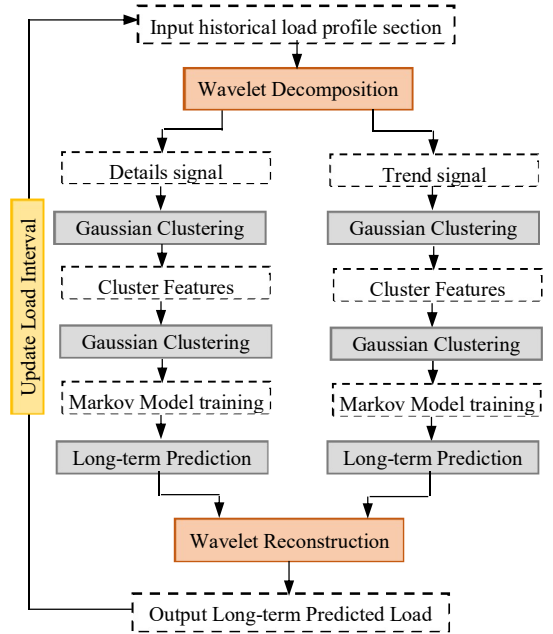 Input historical load profile section
Wavelet Decomposition
Details signal
Trend signal
Gaussian Clustering
Gaussian Clustering
Cluster Features
Cluster Features
Gaussian Clustering
Gaussian Clustering
Markov Model training
Markov Model training
Long-term Prediction
Long-term Prediction
Wavelet Reconstruction
Output Long-term Predicted Load
Update Load Interval